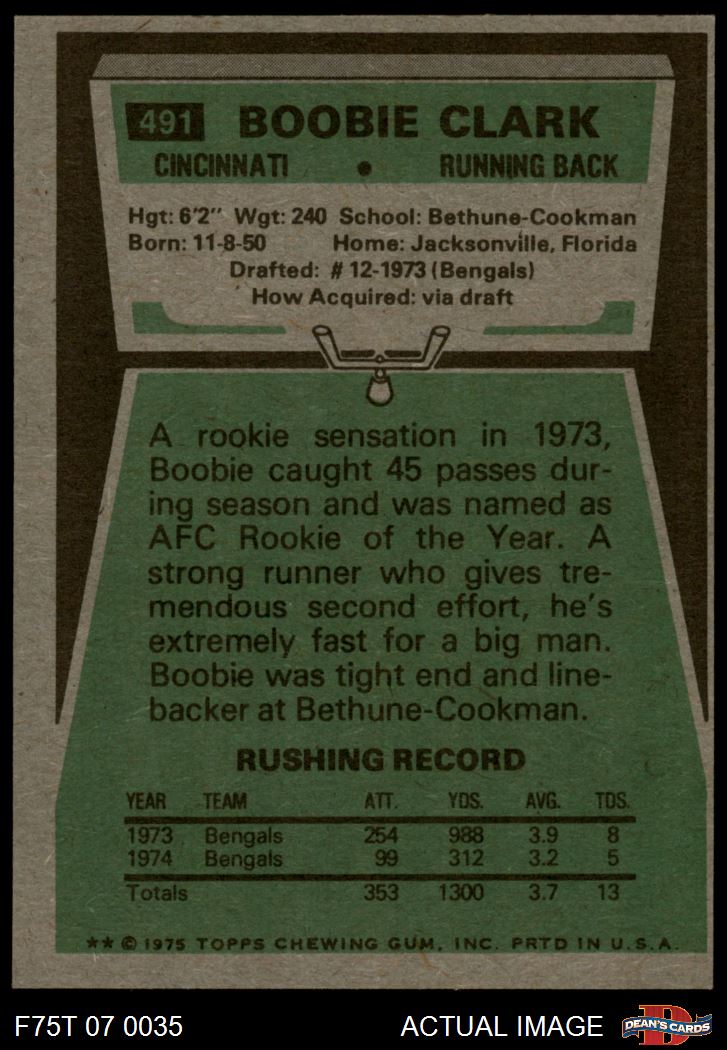 491 BOOBIE CLARK
CINCINNATI • RUNNING BACK
Hgt: 6'2" Wgt: 240 School: Bethune-Cookman
Born: 11-8-50 Home: Jacksonville, Florida
Drafted: # 12-1973 (Bengals)
How Acquired: via draft
A rookie sensation in 1973,
Boobie caught 45 passes dur-
ing season and was named as
AFC Rookie of the Year. A
strong runner who gives tre-
mendous second effort, he's
extremely fast for a big man.
Boobie was tight end and line-
backer at Bethune-Cookman.
RUSHING RECORD
YEAR TEAM ATT. YDS. AVG. TDS.
1973 Bengals 254 988 3.9 8
1974 Bengals 99 312 3.2 5
Totals 353 1300 3.7 13
** © 1975 TOPPS CHEWING GUM, INC. PRTD IN U.S.A.
F75T 07 0035 ACTUAL IMAGE D DEAN'S CARDS